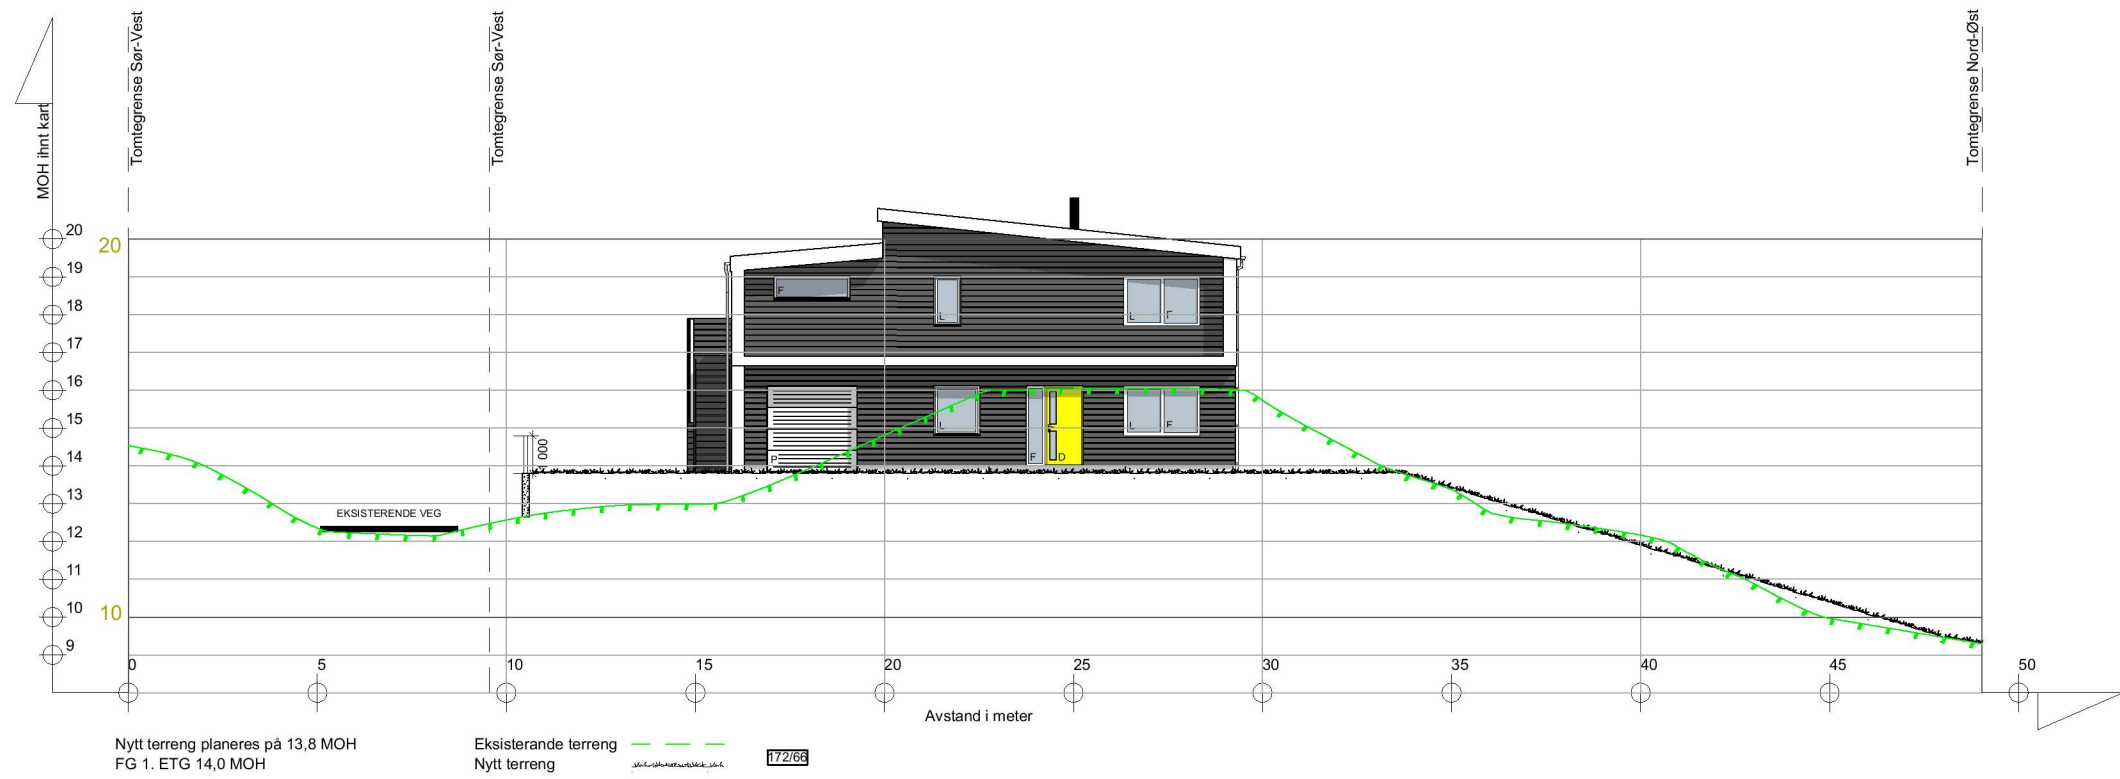 MOH ihnt kart
Tomtegrense Sør-Vest
Tomtegrense Sør-Vest
Tomtegrense Nord-Øst
20
19
18
17
16
15
14
13
12
11
10
9
20
10
F
L
L F
P
L
F D
L F
1 000
EKSISTERENDE VEG
0 5 10 15 20 25 30 35 40 45 50
Avstand i meter
Nytt terreng planeres på 13,8 MOH
FG 1. ETG 14,0 MOH
Eksisterande terreng
Nytt terreng
172/66